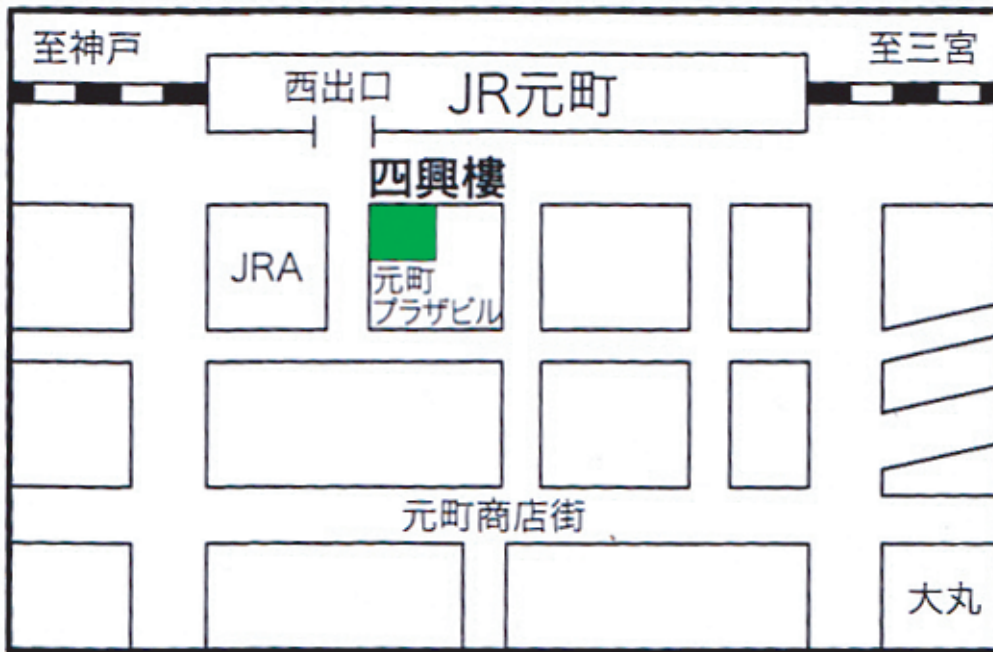 至神戸
至三宮
西出口
JR元町
四興樓
JRA
元町
プラザビル
元町商店街
大丸